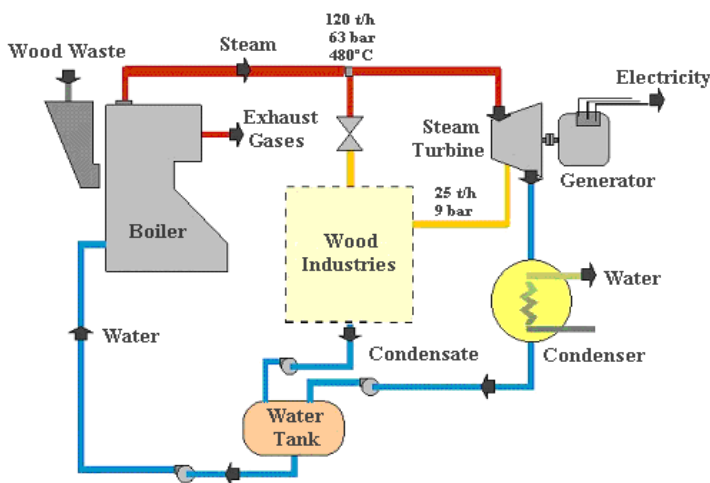 120 t/h
63 bar
480°C
Steam
Wood Waste
Electricity
Exhaust
Gases
Steam
Turbine
Generator
25 t/h
9 bar
Boiler
Wood
Industries
Water
Water
Condensate
Condenser
Water
Tank